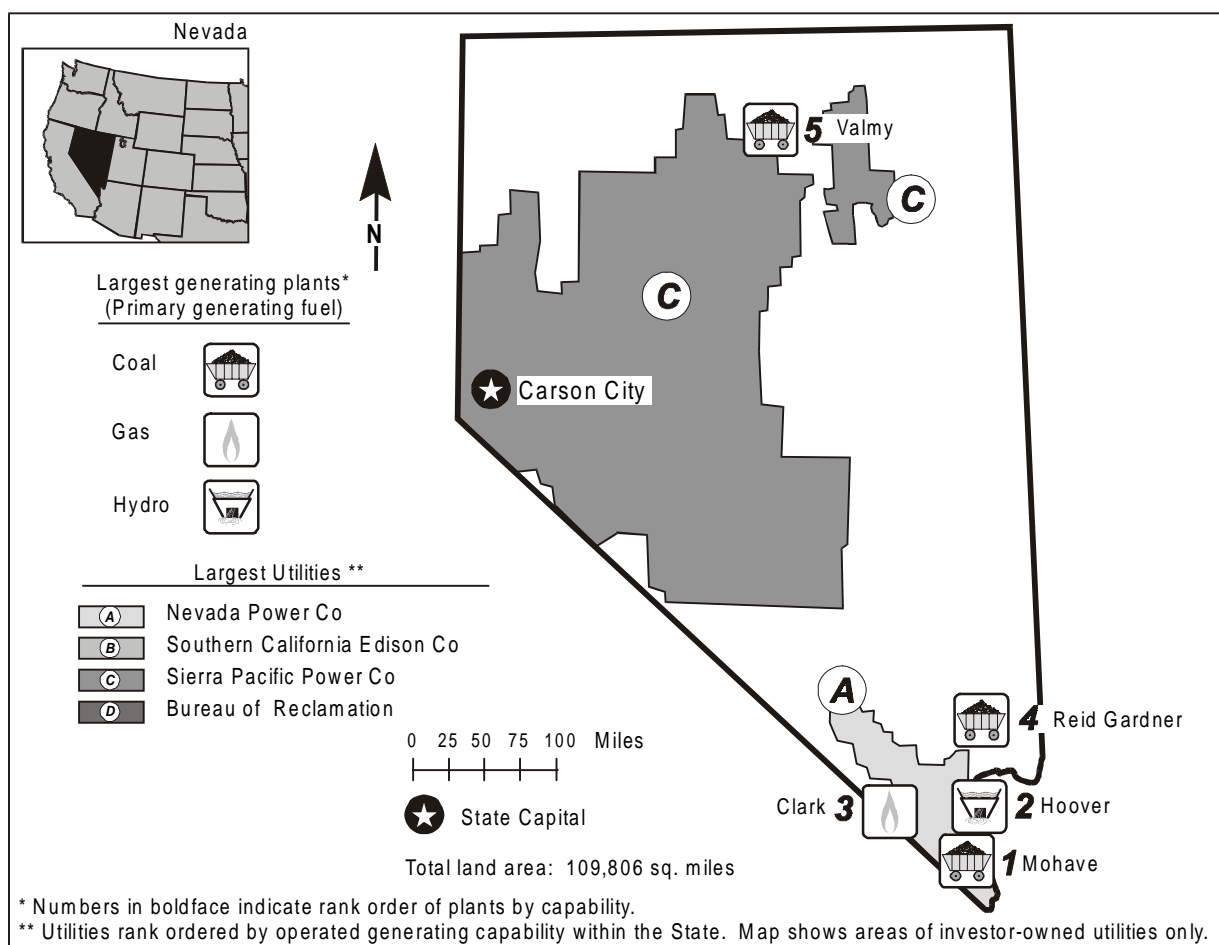 Nevada
N
Largest generating plants*
(Primary generating fuel)
Coal
Gas
Hydro
Largest Utilities **
A Nevada Power Co
B Southern California Edison Co
C Sierra Pacific Power Co
D Bureau of Reclamation
0 25 50 75 100 Miles
State Capital
Total land area: 109,806 sq. miles
5 Valmy
C
C
Carson City
A
4 Reid Gardner
Clark 3
2 Hoover
1 Mohave
* Numbers in boldface indicate rank order of plants by capability.
** Utilities rank ordered by operated generating capability within the State. Map shows areas of investor-owned utilities only.